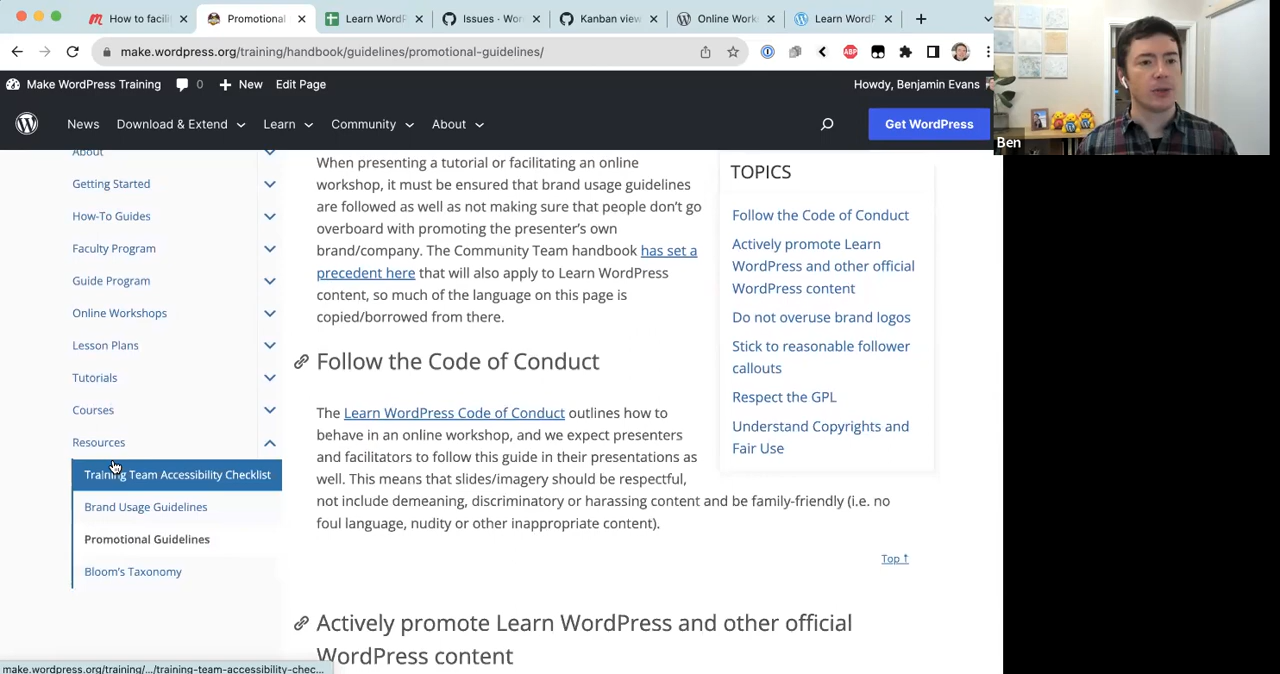 How to facili
Promotional
Learn WordP
Issues · Wor
Kanban view
Online Work
Learn WordP
make.wordpress.org/training/handbook/guidelines/promotional-guidelines/
ABP
Make WordPress Training
0
New
Edit Page
Howdy, Benjamin Evans
News
Download & Extend
Learn
Community
About
Get WordPress
Ben
About
Getting Started
How-To Guides
Faculty Program
Guide Program
Online Workshops
Lesson Plans
Tutorials
Courses
Resources
Training Team Accessibility Checklist
Brand Usage Guidelines
Promotional Guidelines
Bloom's Taxonomy
When presenting a tutorial or facilitating an online
workshop, it must be ensured that brand usage guidelines
are followed as well as not making sure that people don't go
overboard with promoting the presenter's own
brand/company. The Community Team handbook has set a
precedent here that will also apply to Learn WordPress
content, so much of the language on this page is
copied/borrowed from there.
Follow the Code of Conduct
The Learn WordPress Code of Conduct outlines how to
behave in an online workshop, and we expect presenters
and facilitators to follow this guide in their presentations as
well. This means that slides/imagery should be respectful,
not include demeaning, discriminatory or harassing content and be family-friendly (i.e. no
foul language, nudity or other inappropriate content).
Top ↑
Actively promote Learn WordPress and other official
WordPress content
TOPICS
Follow the Code of Conduct
Actively promote Learn
WordPress and other official
WordPress content
Do not overuse brand logos
Stick to reasonable follower
callouts
Respect the GPL
Understand Copyrights and
Fair Use
make.wordpress.org/training/.../training-team-accessibility-chec...